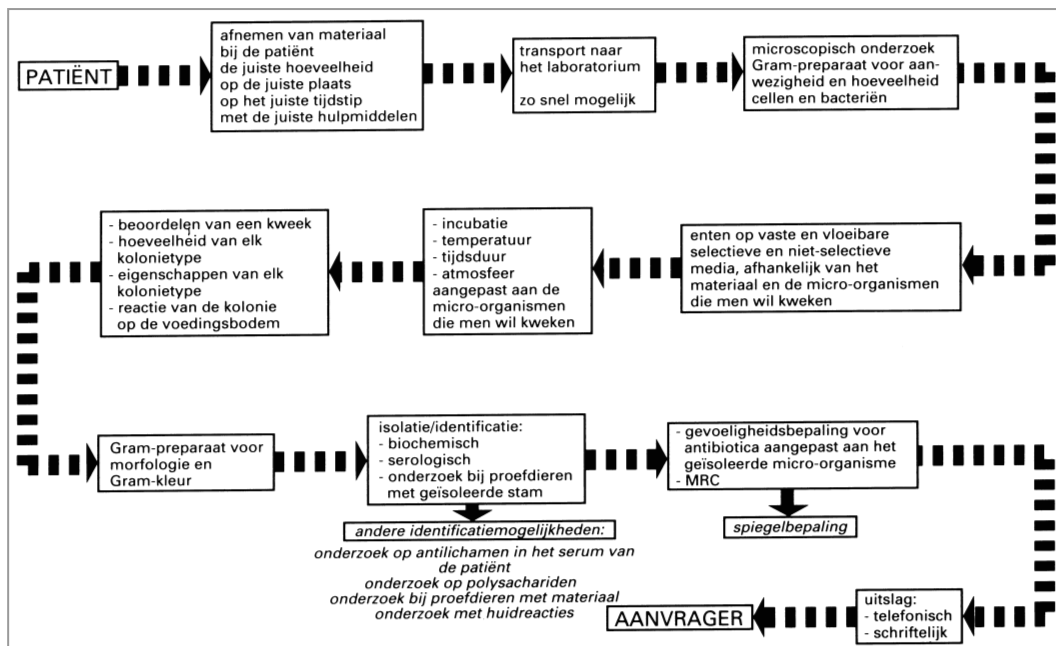 PATIËNT
afnemen van materiaal
bij de patiënt
de juiste hoeveelheid
op de juiste plaats
op het juiste tijdstip
met de juiste hulpmiddelen
transport naar
het laboratorium
zo snel mogelijk
microscopisch onderzoek
Gram-preparaat voor aan-
wezigheid en hoeveelheid
cellen en bacteriën
enten op vaste en vloeibare
selectieve en niet-selectieve
media, afhankelijk van het
materiaal en de micro-organismen
die men wil kweken
- incubatie
- temperatuur
- tijdsduur
- atmosfeer
aangepast aan de
micro-organismen
die men wil kweken
- beoordelen van een kweek
- hoeveelheid van elk
kolonietype
- eigenschappen van elk
kolonietype
- reactie van de kolonie
op de voedingsbodem
Gram-preparaat voor
morfologie en
Gram-kleur
isolatie/identificatie:
- biochemisch
- serologisch
- onderzoek bij proefdieren
met geïsoleerde stam
andere identificatiemogelijkheden:
onderzoek op antilichamen in het serum van
de patiënt
onderzoek op polysachariden
onderzoek bij proefdieren met materiaal
onderzoek met huidreacties
- gevoeligheidsbepaling voor
antibiotica aangepast aan het
geïsoleerde micro-organisme
- MRC
spiegelbepaling
uitslag:
- telefonisch
- schriftelijk
AANVRAGER